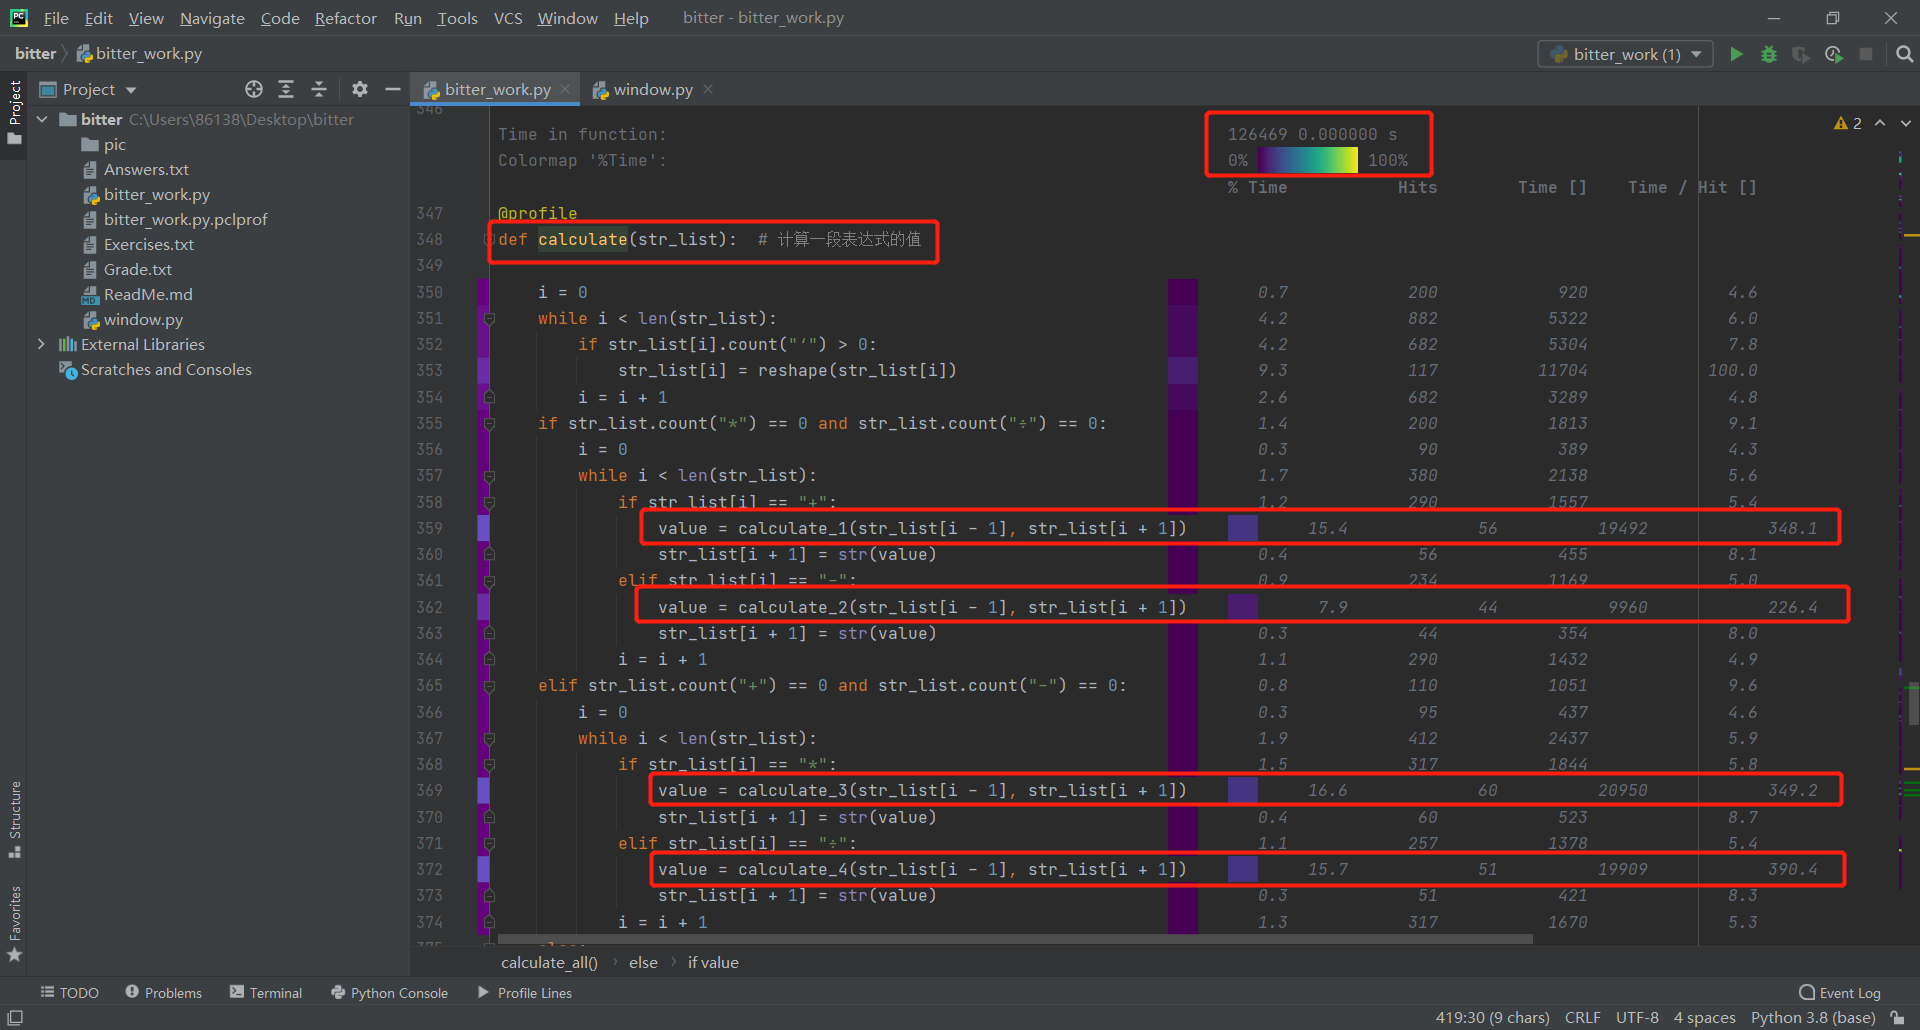 File Edit View Navigate Code Refactor Run Tools VCS Window Help bitter - bitter_work.py
bitter bitter_work.py bitter_work (1)
Project bitter_work.py window.py
Project
bitter C:\Users\86138\Desktop\bitter
pic
Answers.txt
bitter_work.py
bitter_work.py.pclprof
Exercises.txt
Grade.txt
ReadMe.md
window.py
External Libraries
Scratches and Consoles
Structure
Favorites
346
2
Time in function: 126469 0.000000 s
Colormap '%Time': 0% 100%
% Time Hits Time [] Time / Hit []
347 @profile
348 def calculate(str_list): # 计算一段表达式的值
349
350 i = 0 0.7 200 920 4.6
351 while i < len(str_list): 4.2 882 5322 6.0
352 if str_list[i].count("‘") > 0: 4.2 682 5304 7.8
353 str_list[i] = reshape(str_list[i]) 9.3 117 11704 100.0
354 i = i + 1 2.6 682 3289 4.8
355 if str_list.count("*") == 0 and str_list.count("÷") == 0: 1.4 200 1813 9.1
356 i = 0 0.3 90 389 4.3
357 while i < len(str_list): 1.7 380 2138 5.6
358 if str_list[i] == "+": 1.2 290 1557 5.4
359 value = calculate_1(str_list[i - 1], str_list[i + 1]) 15.4 56 19492 348.1
360 str_list[i + 1] = str(value) 0.4 56 455 8.1
361 elif str_list[i] == "-": 0.9 234 1169 5.0
362 value = calculate_2(str_list[i - 1], str_list[i + 1]) 7.9 44 9960 226.4
363 str_list[i + 1] = str(value) 0.3 44 354 8.0
364 i = i + 1 1.1 290 1432 4.9
365 elif str_list.count("+") == 0 and str_list.count("-") == 0: 0.8 110 1051 9.6
366 i = 0 0.3 95 437 4.6
367 while i < len(str_list): 1.9 412 2437 5.9
368 if str_list[i] == "*": 1.5 317 1844 5.8
369 value = calculate_3(str_list[i - 1], str_list[i + 1]) 16.6 60 20950 349.2
370 str_list[i + 1] = str(value) 0.4 60 523 8.7
371 elif str_list[i] == "÷": 1.1 257 1378 5.4
372 value = calculate_4(str_list[i - 1], str_list[i + 1]) 15.7 51 19909 390.4
373 str_list[i + 1] = str(value) 0.3 51 421 8.3
374 i = i + 1 1.3 317 1670 5.3
375 else:
calculate_all() else if value
TODO Problems Terminal Python Console Profile Lines Event Log
419:30 (9 chars) CRLF UTF-8 4 spaces Python 3.8 (base)